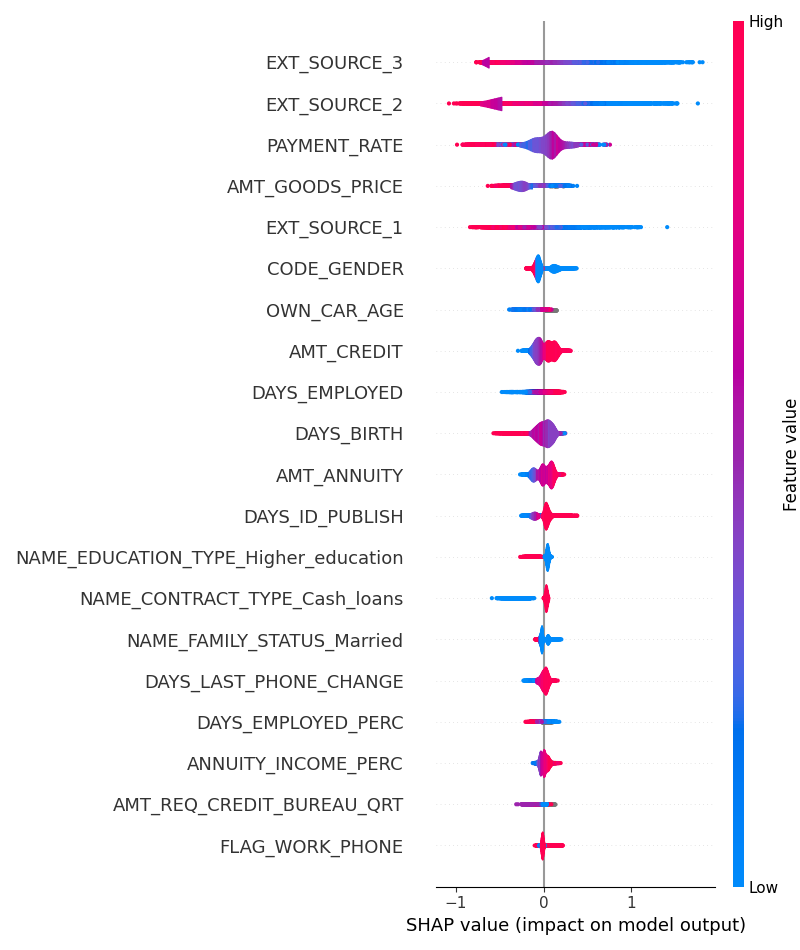 High
EXT_SOURCE_3
EXT_SOURCE_2
PAYMENT_RATE
AMT_GOODS_PRICE
EXT_SOURCE_1
CODE_GENDER
OWN_CAR_AGE
AMT_CREDIT
DAYS_EMPLOYED
DAYS_BIRTH
AMT_ANNUITY
DAYS_ID_PUBLISH
NAME_EDUCATION_TYPE_Higher_education
NAME_CONTRACT_TYPE_Cash_loans
NAME_FAMILY_STATUS_Married
DAYS_LAST_PHONE_CHANGE
DAYS_EMPLOYED_PERC
ANNUITY_INCOME_PERC
AMT_REQ_CREDIT_BUREAU_QRT
FLAG_WORK_PHONE
Feature value
Low
−1 0 1
SHAP value (impact on model output)